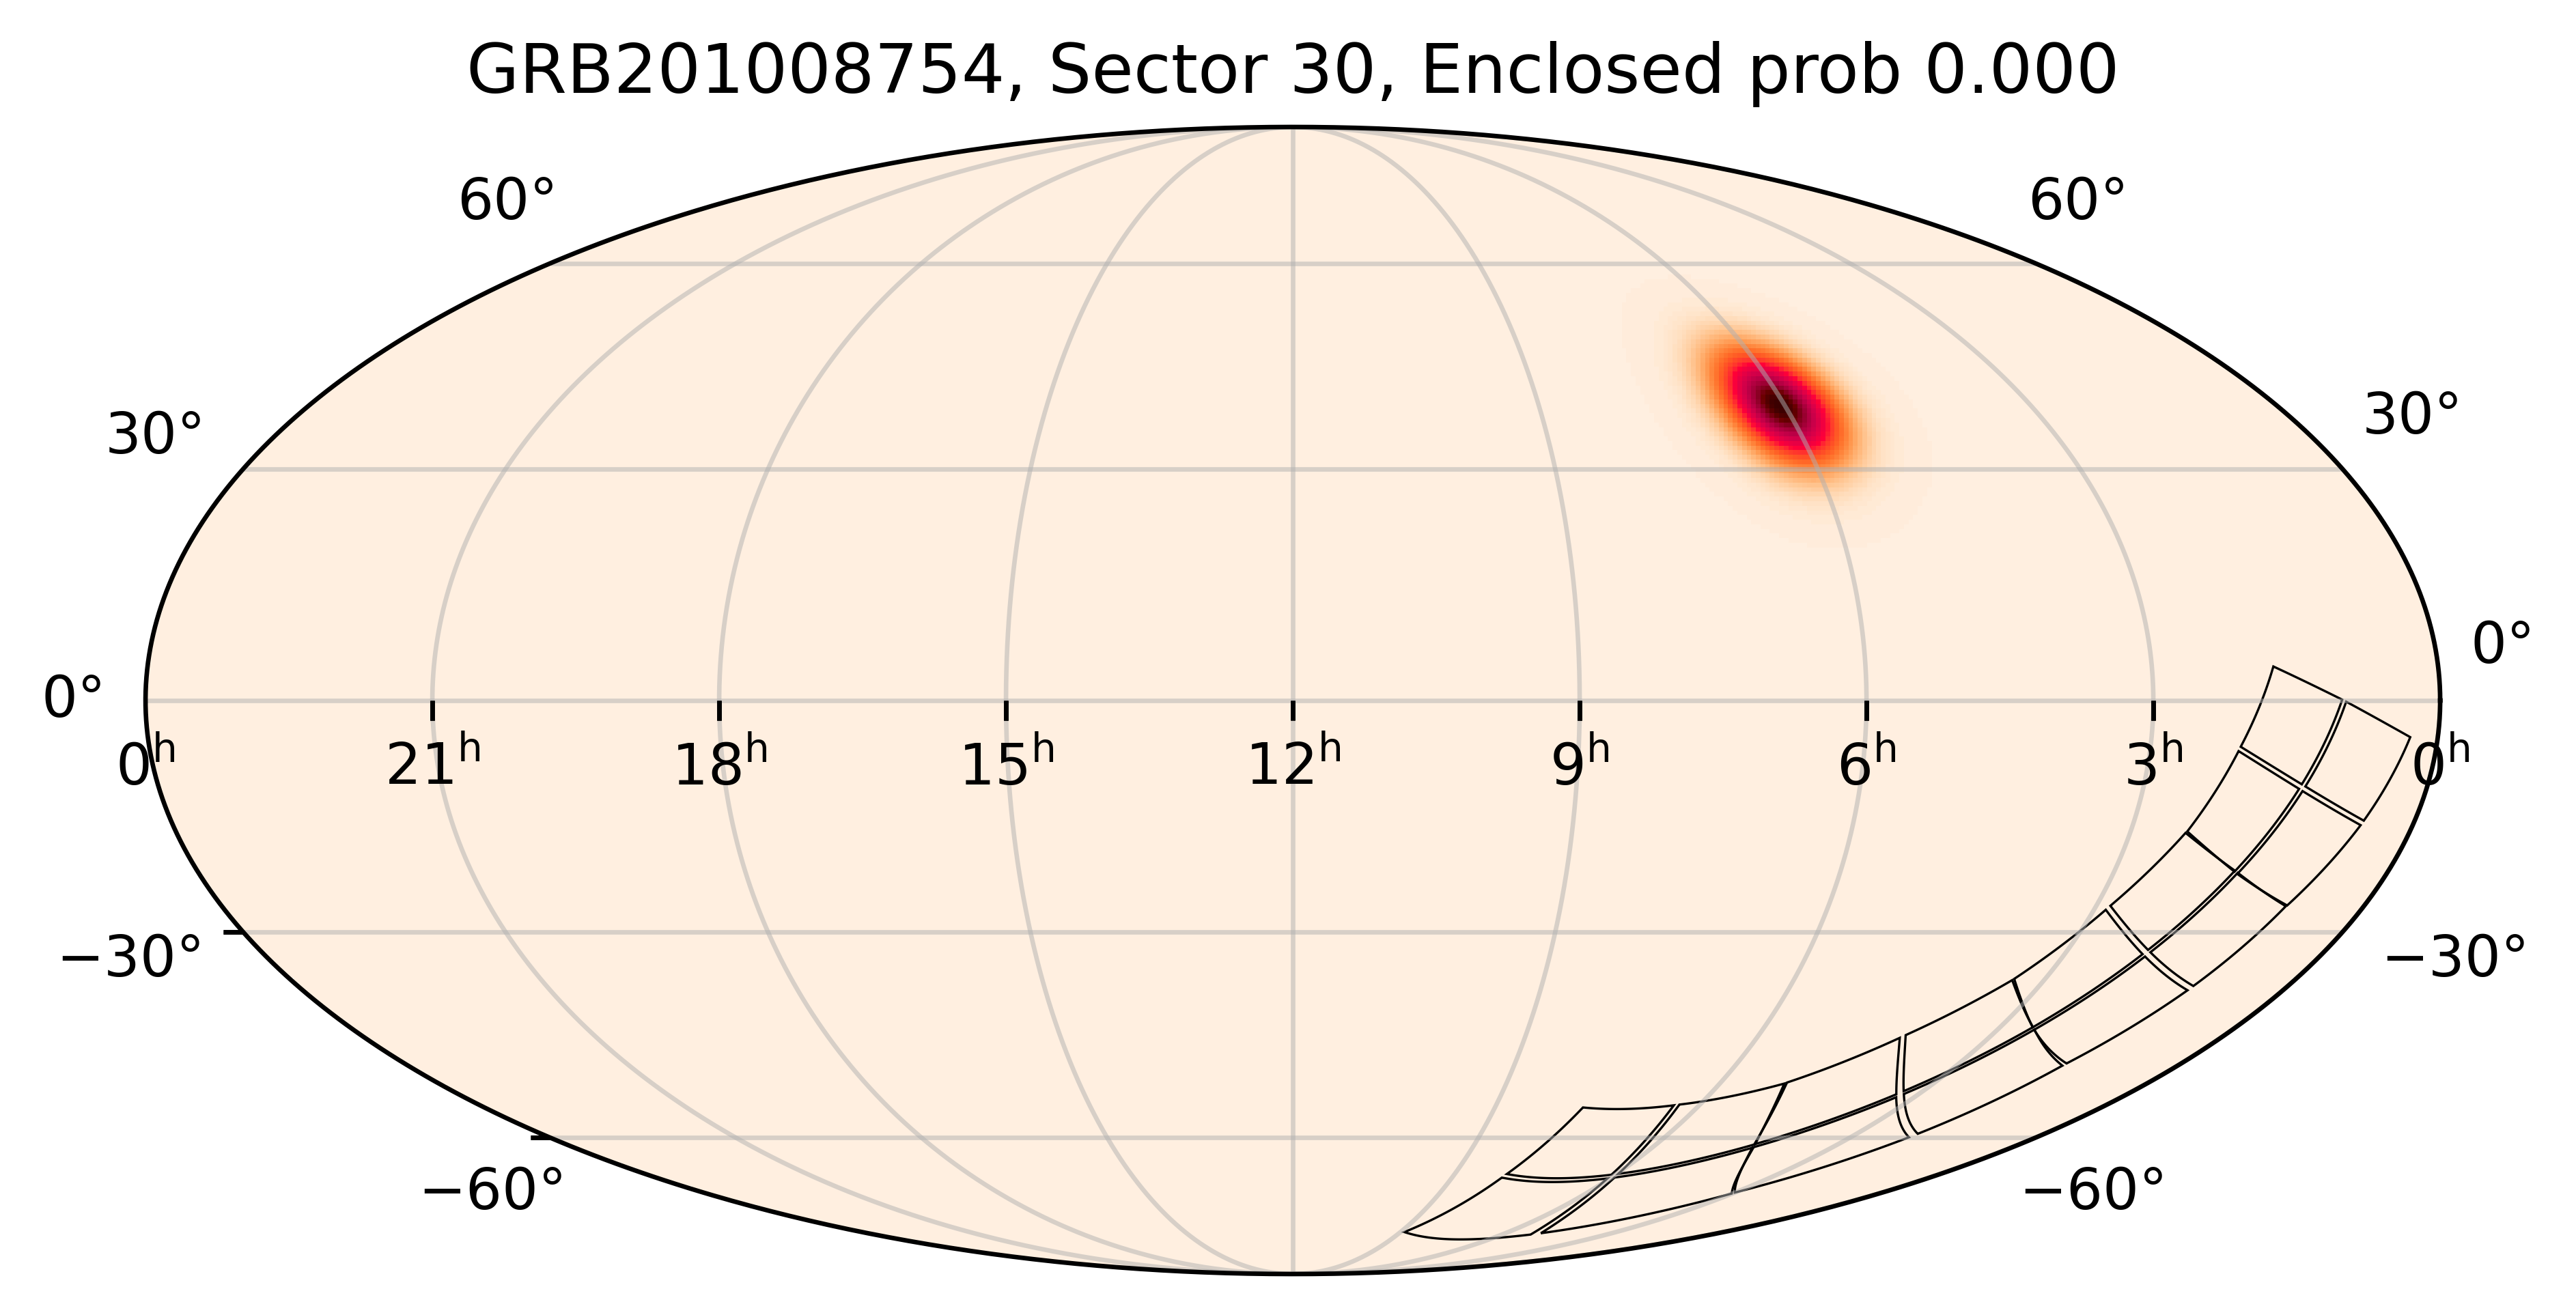 GRB201008754, Sector 30, Enclosed prob 0.000
60° 60°
30° 30°
0° 0°
0h 21h 18h 15h 12h 9h 6h 3h 0h
−30° −30°
−60° −60°